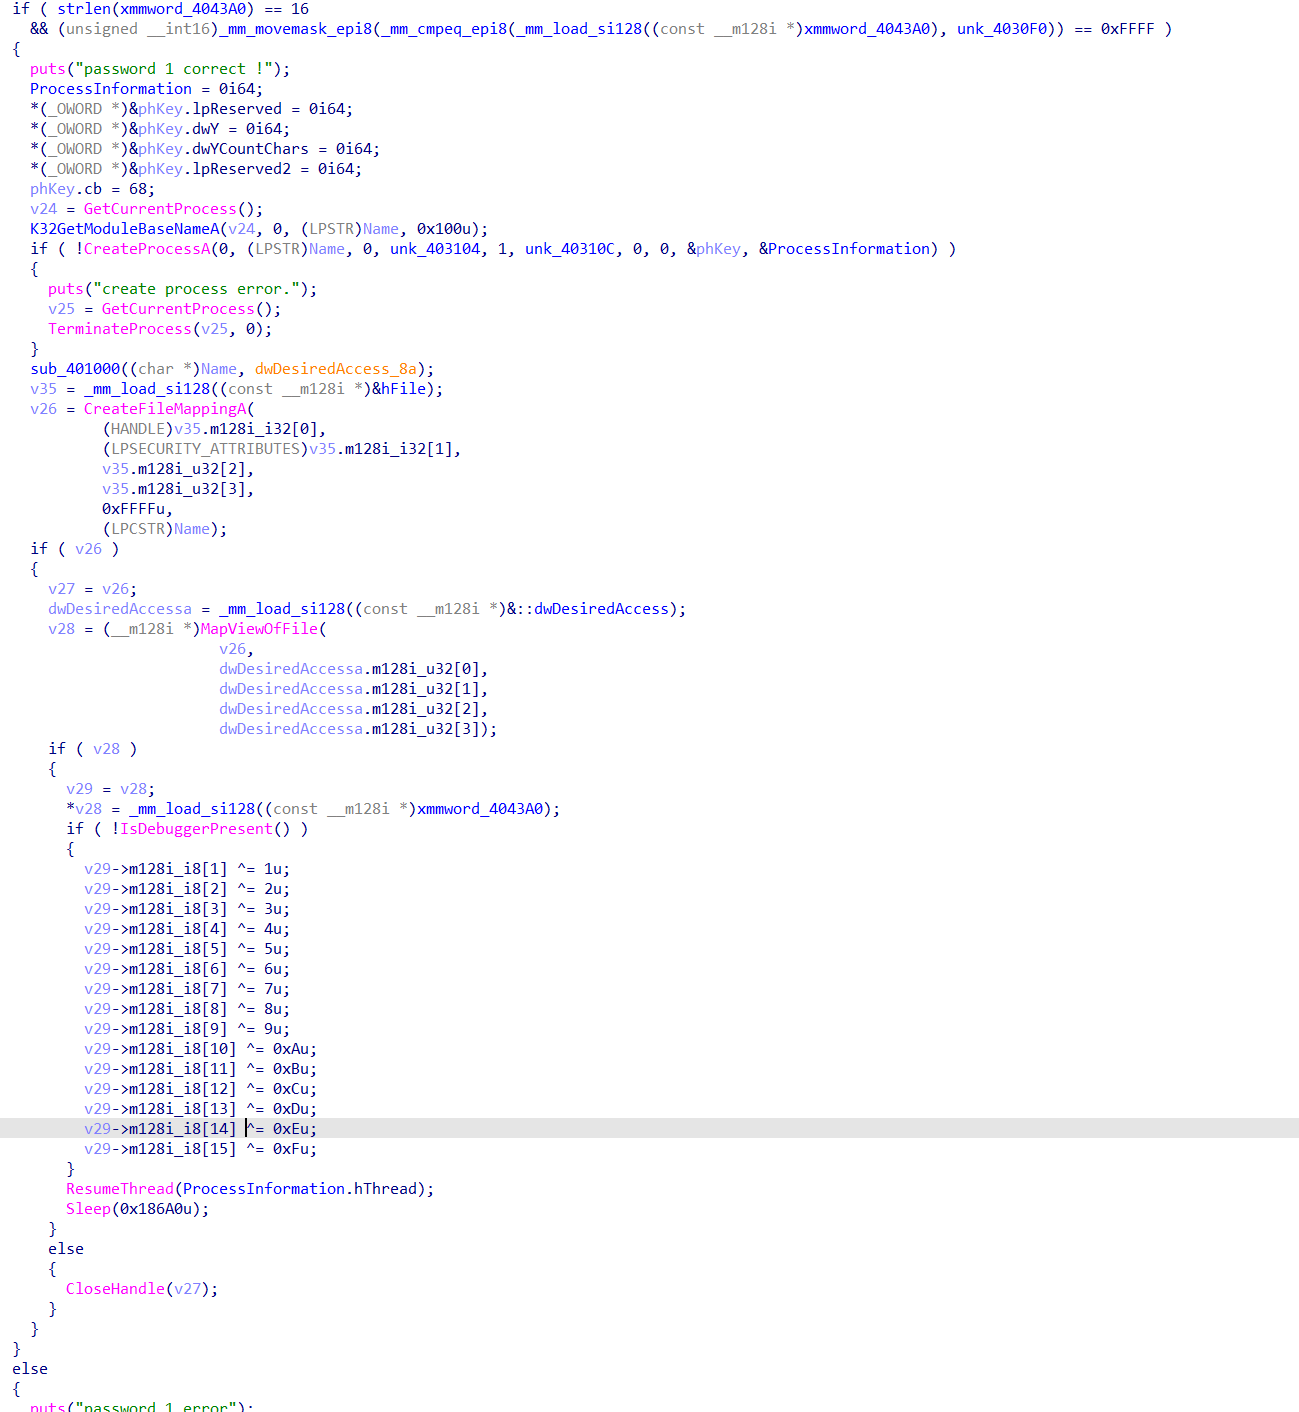 if ( strlen(xmmword_4043A0) == 16
  && (unsigned __int16)_mm_movemask_epi8(_mm_cmpeq_epi8(_mm_load_si128((const __m128i *)xmmword_4043A0), unk_4030F0)) == 0xFFFF )
{
  puts("password 1 correct !");
  ProcessInformation = 0i64;
  *(_OWORD *)&phKey.lpReserved = 0i64;
  *(_OWORD *)&phKey.dwY = 0i64;
  *(_OWORD *)&phKey.dwYCountChars = 0i64;
  *(_OWORD *)&phKey.lpReserved2 = 0i64;
  phKey.cb = 68;
  v24 = GetCurrentProcess();
  K32GetModuleBaseNameA(v24, 0, (LPSTR)Name, 0x100u);
  if ( !CreateProcessA(0, (LPSTR)Name, 0, unk_403104, 1, unk_40310C, 0, 0, &phKey, &ProcessInformation) )
  {
    puts("create process error.");
    v25 = GetCurrentProcess();
    TerminateProcess(v25, 0);
  }
  sub_401000((char *)Name, dwDesiredAccess_8a);
  v35 = _mm_load_si128((const __m128i *)&hFile);
  v26 = CreateFileMappingA(
          (HANDLE)v35.m128i_i32[0],
          (LPSECURITY_ATTRIBUTES)v35.m128i_i32[1],
          v35.m128i_u32[2],
          v35.m128i_u32[3],
          0xFFFFu,
          (LPCSTR)Name);
  if ( v26 )
  {
    v27 = v26;
    dwDesiredAccessa = _mm_load_si128((const __m128i *)&::dwDesiredAccess);
    v28 = (__m128i *)MapViewOfFile(
                       v26,
                       dwDesiredAccessa.m128i_u32[0],
                       dwDesiredAccessa.m128i_u32[1],
                       dwDesiredAccessa.m128i_u32[2],
                       dwDesiredAccessa.m128i_u32[3]);
    if ( v28 )
    {
      v29 = v28;
      *v28 = _mm_load_si128((const __m128i *)xmmword_4043A0);
      if ( !IsDebuggerPresent() )
      {
        v29->m128i_i8[1] ^= 1u;
        v29->m128i_i8[2] ^= 2u;
        v29->m128i_i8[3] ^= 3u;
        v29->m128i_i8[4] ^= 4u;
        v29->m128i_i8[5] ^= 5u;
        v29->m128i_i8[6] ^= 6u;
        v29->m128i_i8[7] ^= 7u;
        v29->m128i_i8[8] ^= 8u;
        v29->m128i_i8[9] ^= 9u;
        v29->m128i_i8[10] ^= 0xAu;
        v29->m128i_i8[11] ^= 0xBu;
        v29->m128i_i8[12] ^= 0xCu;
        v29->m128i_i8[13] ^= 0xDu;
        v29->m128i_i8[14] ^= 0xEu;
        v29->m128i_i8[15] ^= 0xFu;
      }
      ResumeThread(ProcessInformation.hThread);
      Sleep(0x186A0u);
    }
    else
    {
      CloseHandle(v27);
    }
  }
}
else
{
  puts("password 1 error");